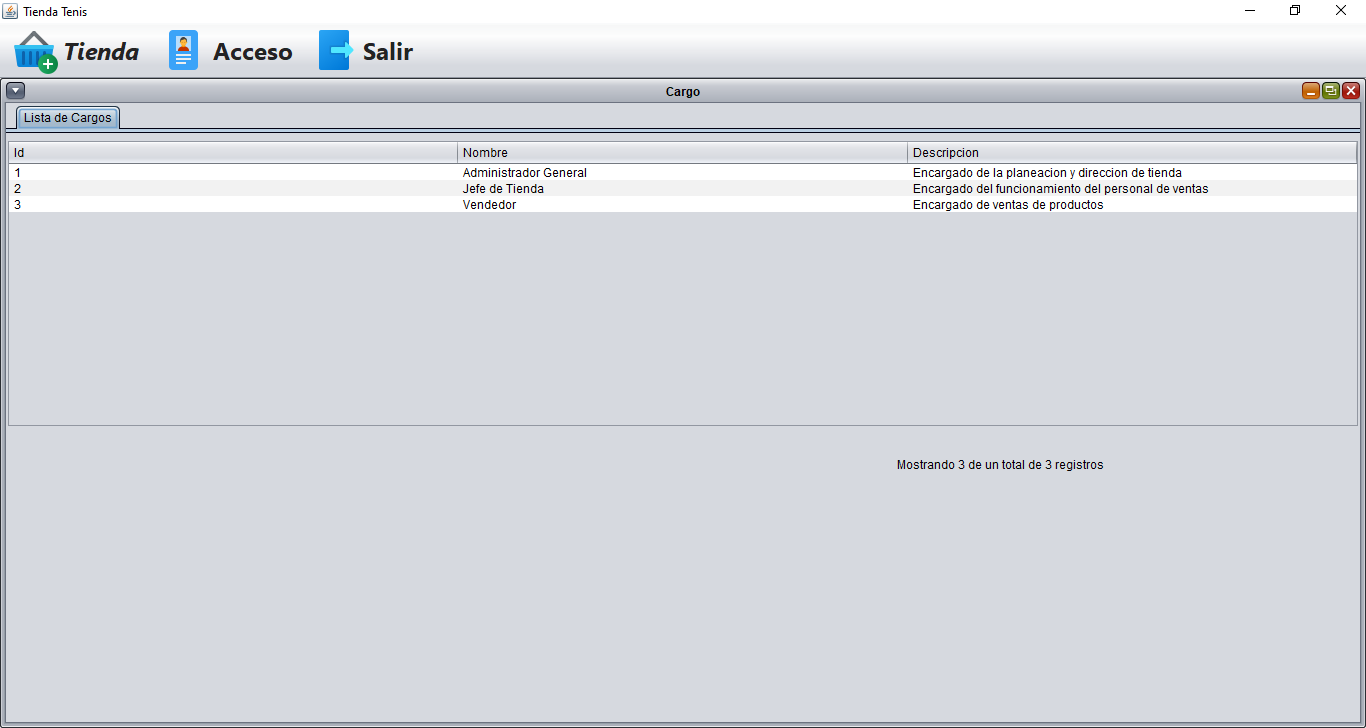 Tienda Tenis
Tienda Acceso Salir
Cargo
Lista de Cargos
Id Nombre Descripcion
1 Administrador General Encargado de la planeacion y direccion de tienda
2 Jefe de Tienda Encargado del funcionamiento del personal de ventas
3 Vendedor Encargado de ventas de productos
Mostrando 3 de un total de 3 registros